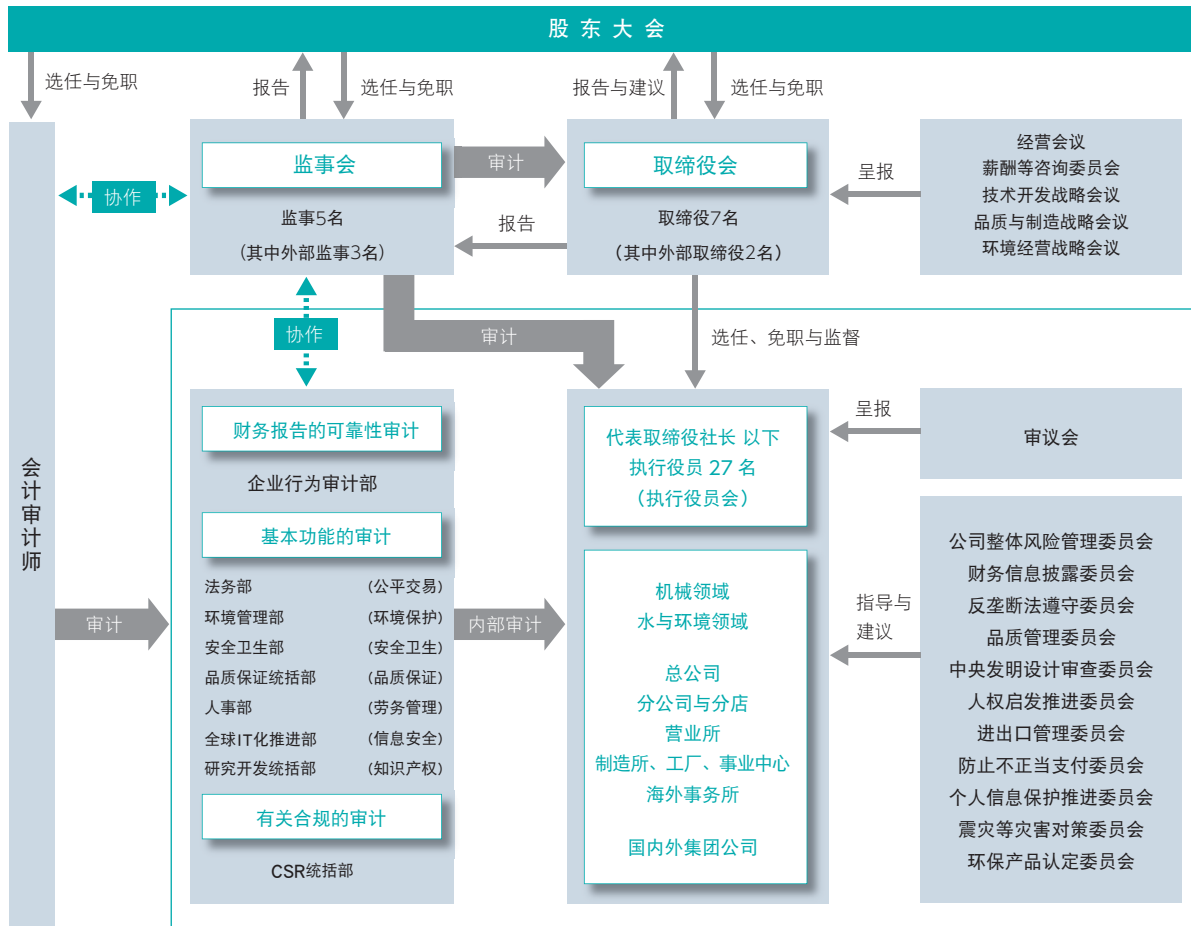 股东大会
选任与免职
报告
选任与免职
报告与建议
选任与免职
监事会
监事5名
(其中外部监事3名)
审计
报告
取缔役会
取缔役7名
(其中外部取缔役2名)
呈报
经营会议
薪酬等咨询委员会
技术开发战略会议
品质与制造战略会议
环境经营战略会议
协作
协作
审计
选任、免职与监督
会计审计师
审计
财务报告的可靠性审计
企业行为审计部
基本功能的审计
法务部 (公平交易)
环境管理部 (环境保护)
安全卫生部 (安全卫生)
品质保证统括部 (品质保证)
人事部 (劳务管理)
全球IT化推进部 (信息安全)
研究开发统括部 (知识产权)
有关合规的审计
CSR统括部
内部审计
代表取缔役社长 以下
执行役员 27 名
(执行役员会)
机械领域
水与环境领域
总公司
分公司与分店
营业所
制造所、工厂、事业中心
海外事务所
国内外集团公司
呈报
审议会
指导与
建议
公司整体风险管理委员会
财务信息披露委员会
反垄断法遵守委员会
品质管理委员会
中央发明设计审查委员会
人权启发推进委员会
进出口管理委员会
防止不正当支付委员会
个人信息保护推进委员会
震灾等灾害对策委员会
环保产品认定委员会